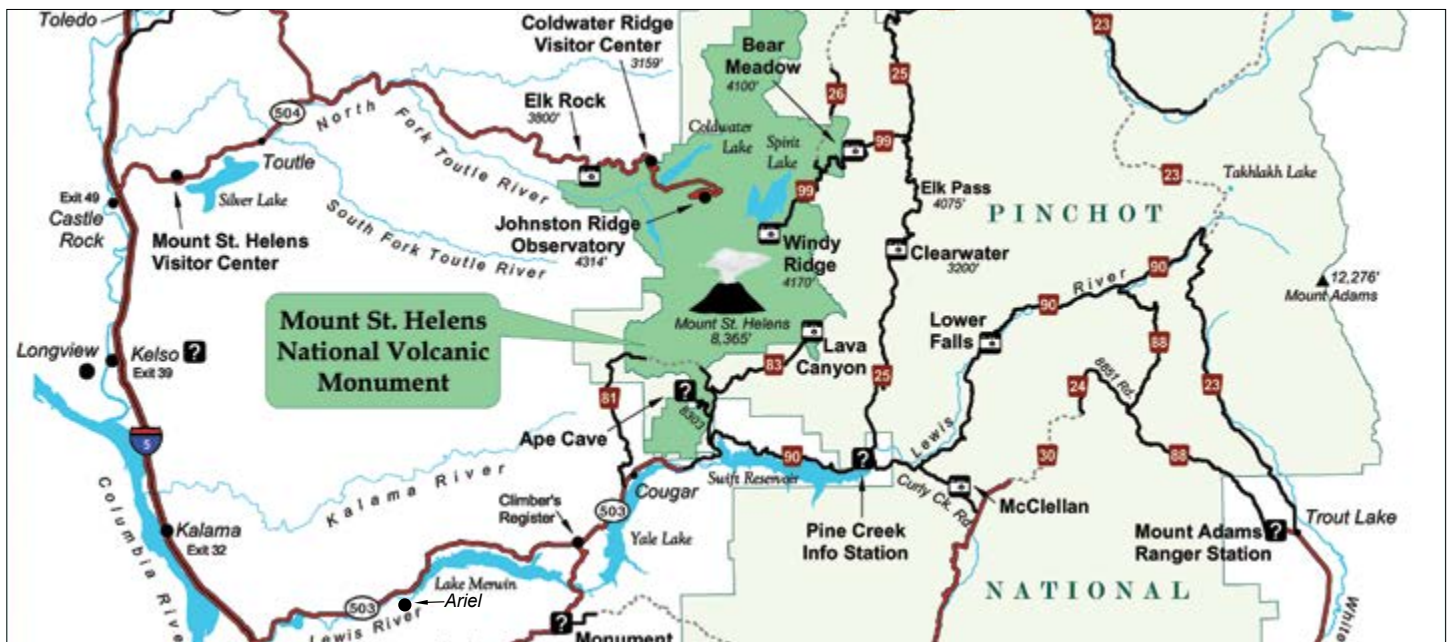 Toledo
Coldwater Ridge
Visitor Center
3159'
Bear
Meadow
4100'
23
25
26
Elk Rock
3800'
504
North Fork Toutle River
Coldwater
Lake
Spirit
Lake
99
Toutle
Exit 49
Castle
Rock
Silver Lake
99
Elk Pass
4075'
23
Takhlakh Lake
PINCHOT
Mount St. Helens
Visitor Center
South Fork Toutle River
Johnston Ridge
Observatory
4314'
Windy
Ridge
4170'
Clearwater
3200'
90
River
12,276'
Mount Adams
Mount St. Helens
National Volcanic
Monument
Mount St. Helens
8,365'
90
Lower
Falls
88
Longview
Kelso
?
Exit 39
Lava
Canyon
83
25
24
8851 Rd.
23
81
?
8303
Ape Cave
5
90
?
Lewis
30
88
Kalama River
Cougar
Swift Reservoir
Curly Ck. Rd.
McClellan
Columbia River
Climber's
Register
503
Kalama
Exit 32
Yale Lake
Pine Creek
Info Station
Mount Adams
Ranger Station
?
Trout Lake
Lake Merwin
503
Ariel
NATIONAL
Lewis River
?
Monument
White